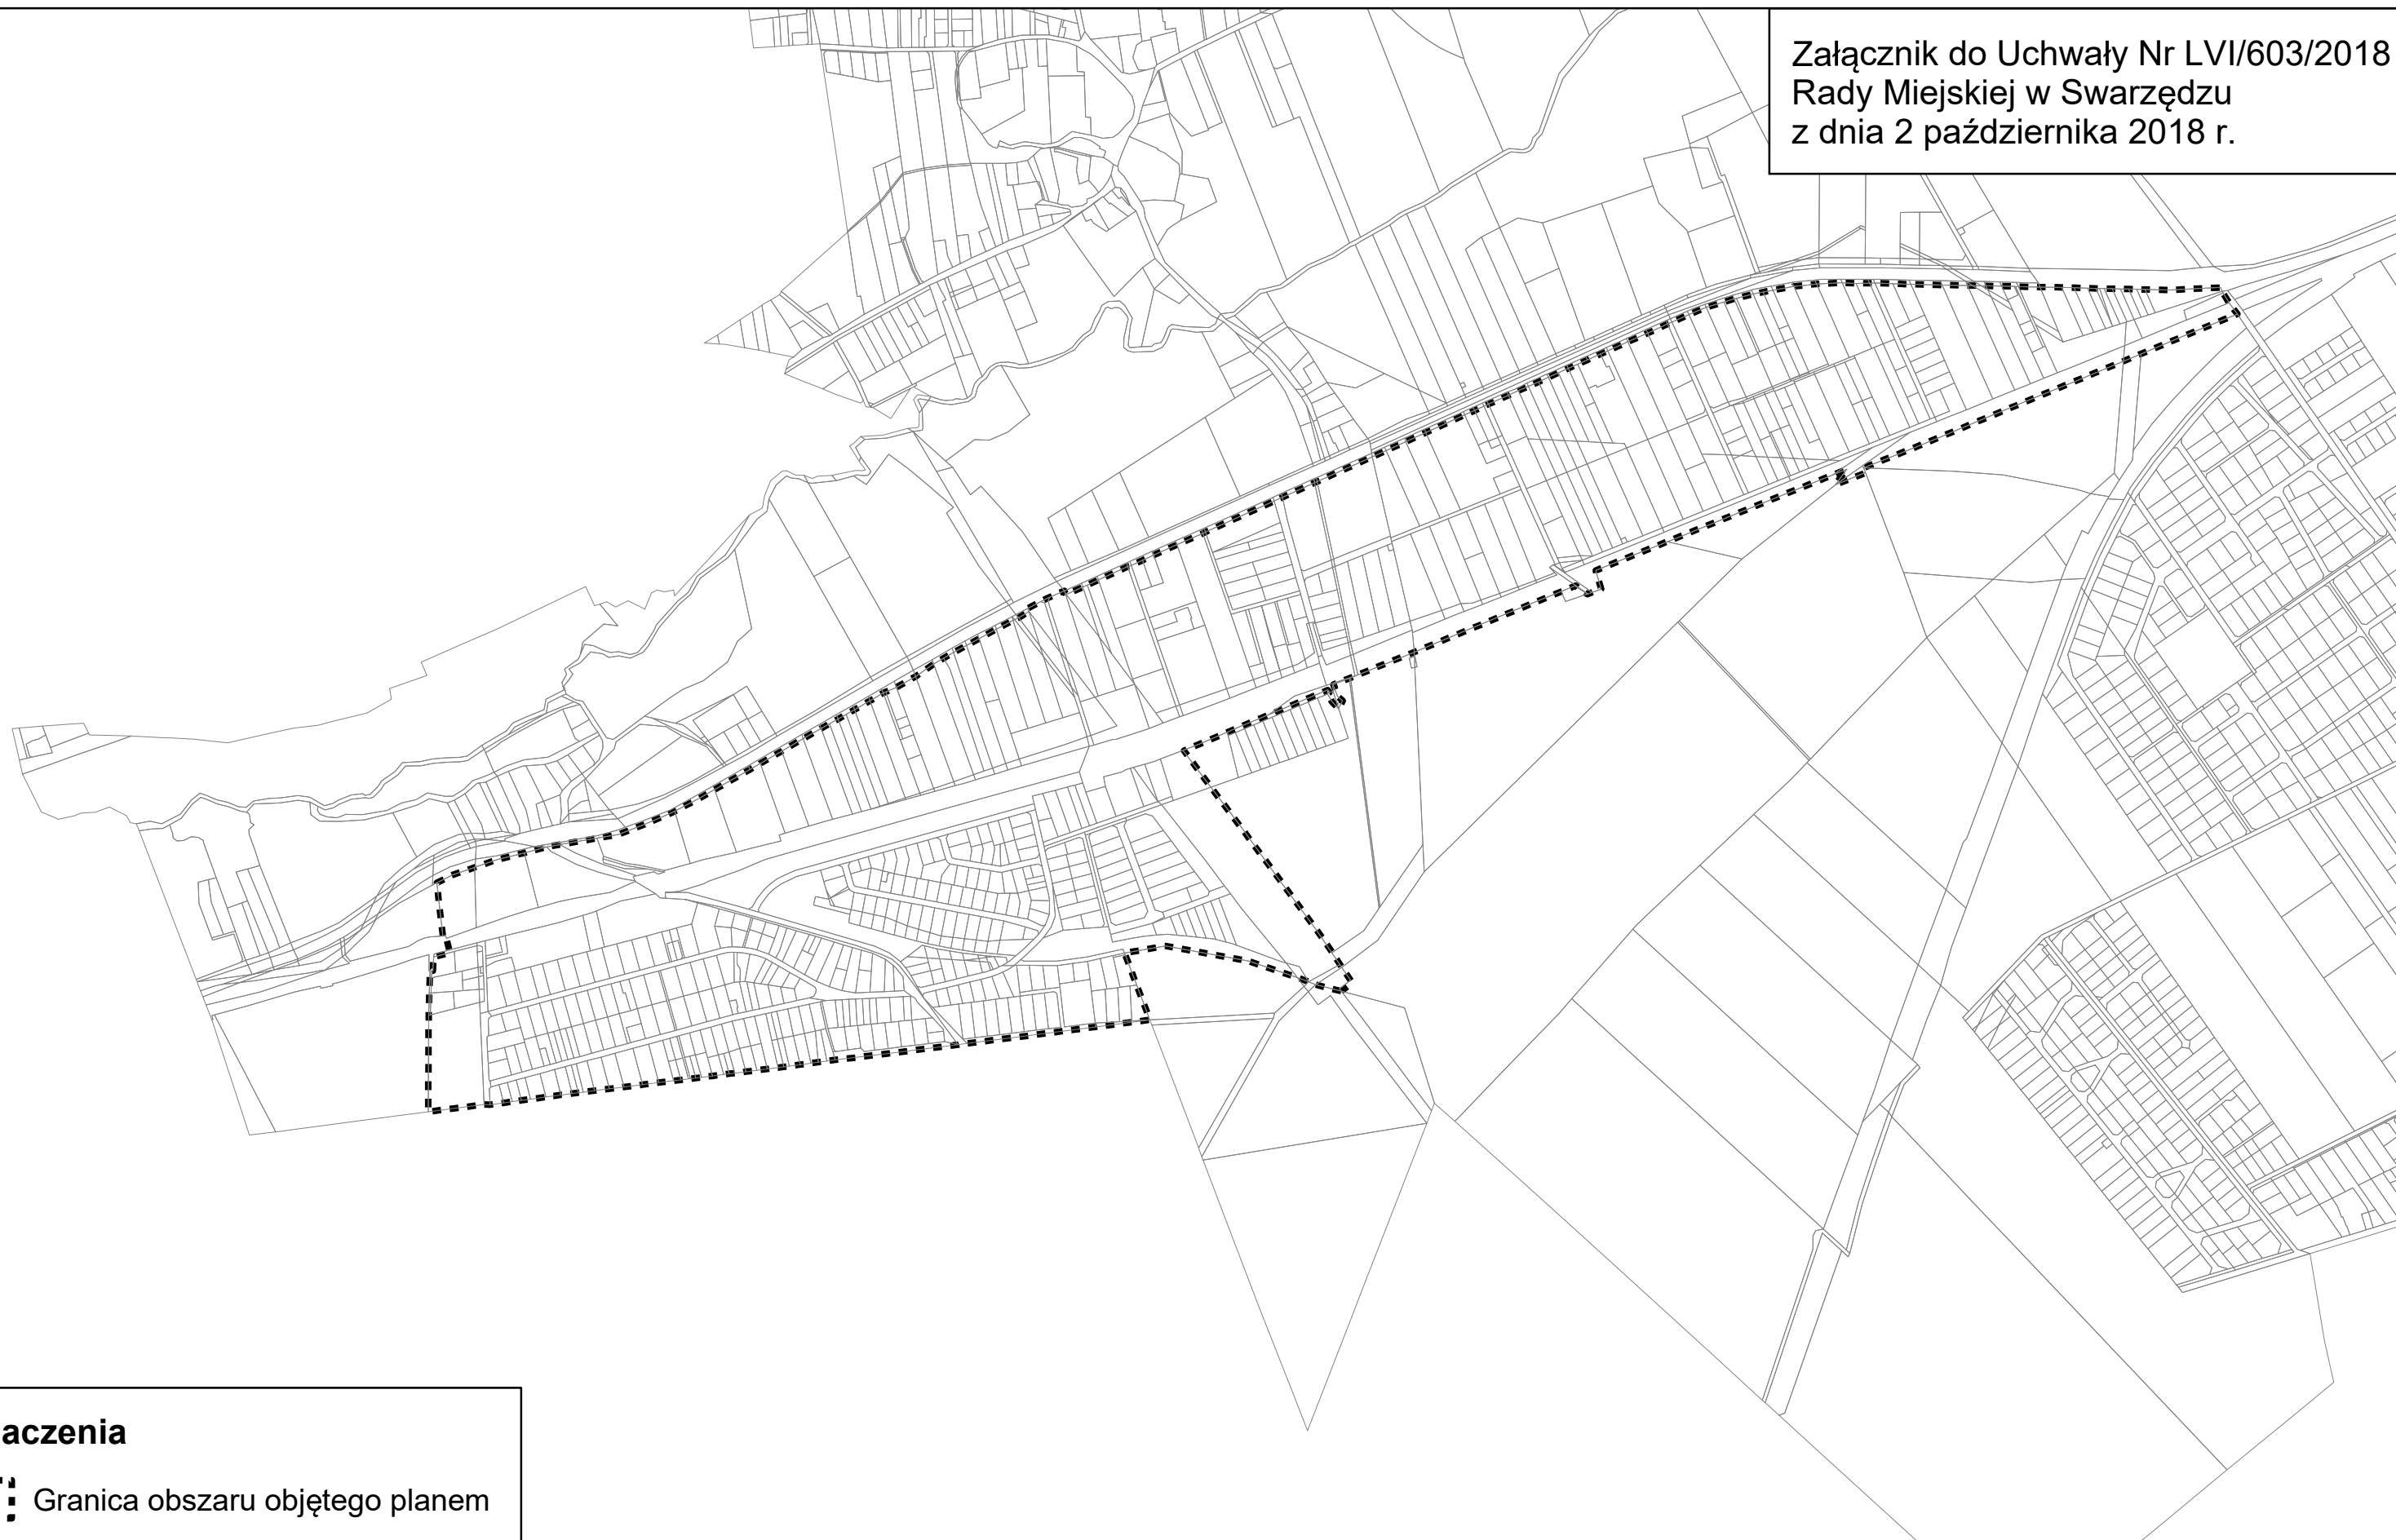 Załącznik do Uchwały Nr LVI/603/2018
Rady Miejskiej w Swarzędzu
z dnia 2 października 2018 r.
aczenia
Granica obszaru objętego planem